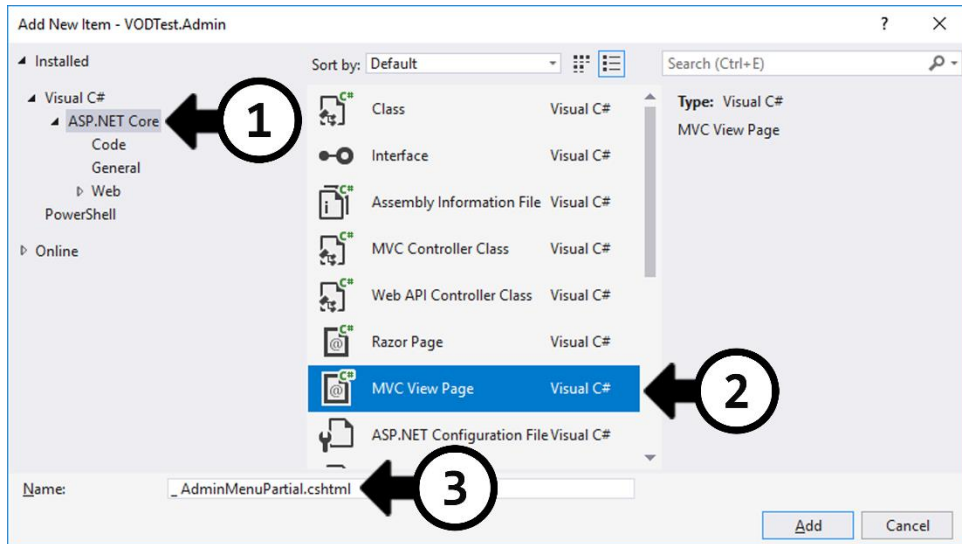 Add New Item - VODTest.Admin ? ×
Installed
Sort by: Default
Search (Ctrl+E)
Visual C#
ASP.NET Core
Code
General
Web
PowerShell
Online
1
Class Visual C#
Interface Visual C#
Assembly Information File Visual C#
MVC Controller Class Visual C#
Web API Controller Class Visual C#
Razor Page Visual C#
MVC View Page Visual C#
ASP.NET Configuration File Visual C#
2
Type: Visual C#
MVC View Page
Name: _AdminMenuPartial.cshtml
3
Add Cancel